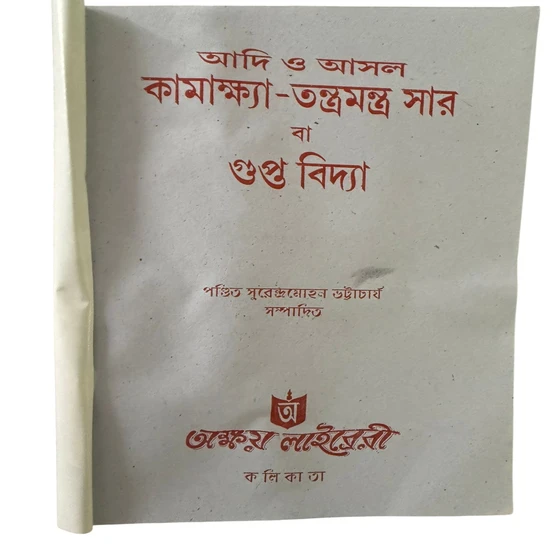 আদি ও আসল
কামাক্ষ্যা-তন্ত্রমন্ত্র সার
বা
গুপ্ত বিদ্যা
পণ্ডিত সুরেন্দ্রমোহন ভট্টাচার্য
সম্পাদিত
অ
অক্ষয় লাইব্রেরী
কলিকাতা